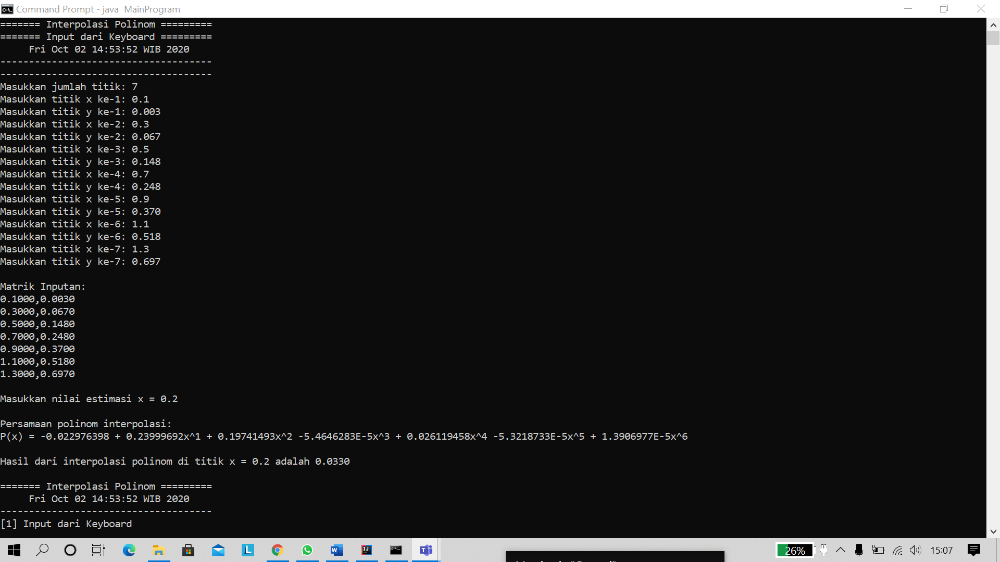 Command Prompt - java  MainProgram
======= Interpolasi Polinom =========
======= Input dari Keyboard =========
     Fri Oct 02 14:53:52 WIB 2020
-------------------------------------
-------------------------------------
Masukkan jumlah titik: 7
Masukkan titik x ke-1: 0.1
Masukkan titik y ke-1: 0.003
Masukkan titik x ke-2: 0.3
Masukkan titik y ke-2: 0.067
Masukkan titik x ke-3: 0.5
Masukkan titik y ke-3: 0.148
Masukkan titik x ke-4: 0.7
Masukkan titik y ke-4: 0.248
Masukkan titik x ke-5: 0.9
Masukkan titik y ke-5: 0.370
Masukkan titik x ke-6: 1.1
Masukkan titik y ke-6: 0.518
Masukkan titik x ke-7: 1.3
Masukkan titik y ke-7: 0.697
Matrik Inputan:
0.1000,0.0030
0.3000,0.0670
0.5000,0.1480
0.7000,0.2480
0.9000,0.3700
1.1000,0.5180
1.3000,0.6970
Masukkan nilai estimasi x = 0.2
Persamaan polinom interpolasi:
P(x) = -0.022976398 + 0.23999692x^1 + 0.19741493x^2 -5.4646283E-5x^3 + 0.026119458x^4 -5.3218733E-5x^5 + 1.3906977E-5x^6
Hasil dari interpolasi polinom di titik x = 0.2 adalah 0.0330
======= Interpolasi Polinom =========
     Fri Oct 02 14:53:52 WIB 2020
-------------------------------------
[1] Input dari Keyboard
26%
15:07